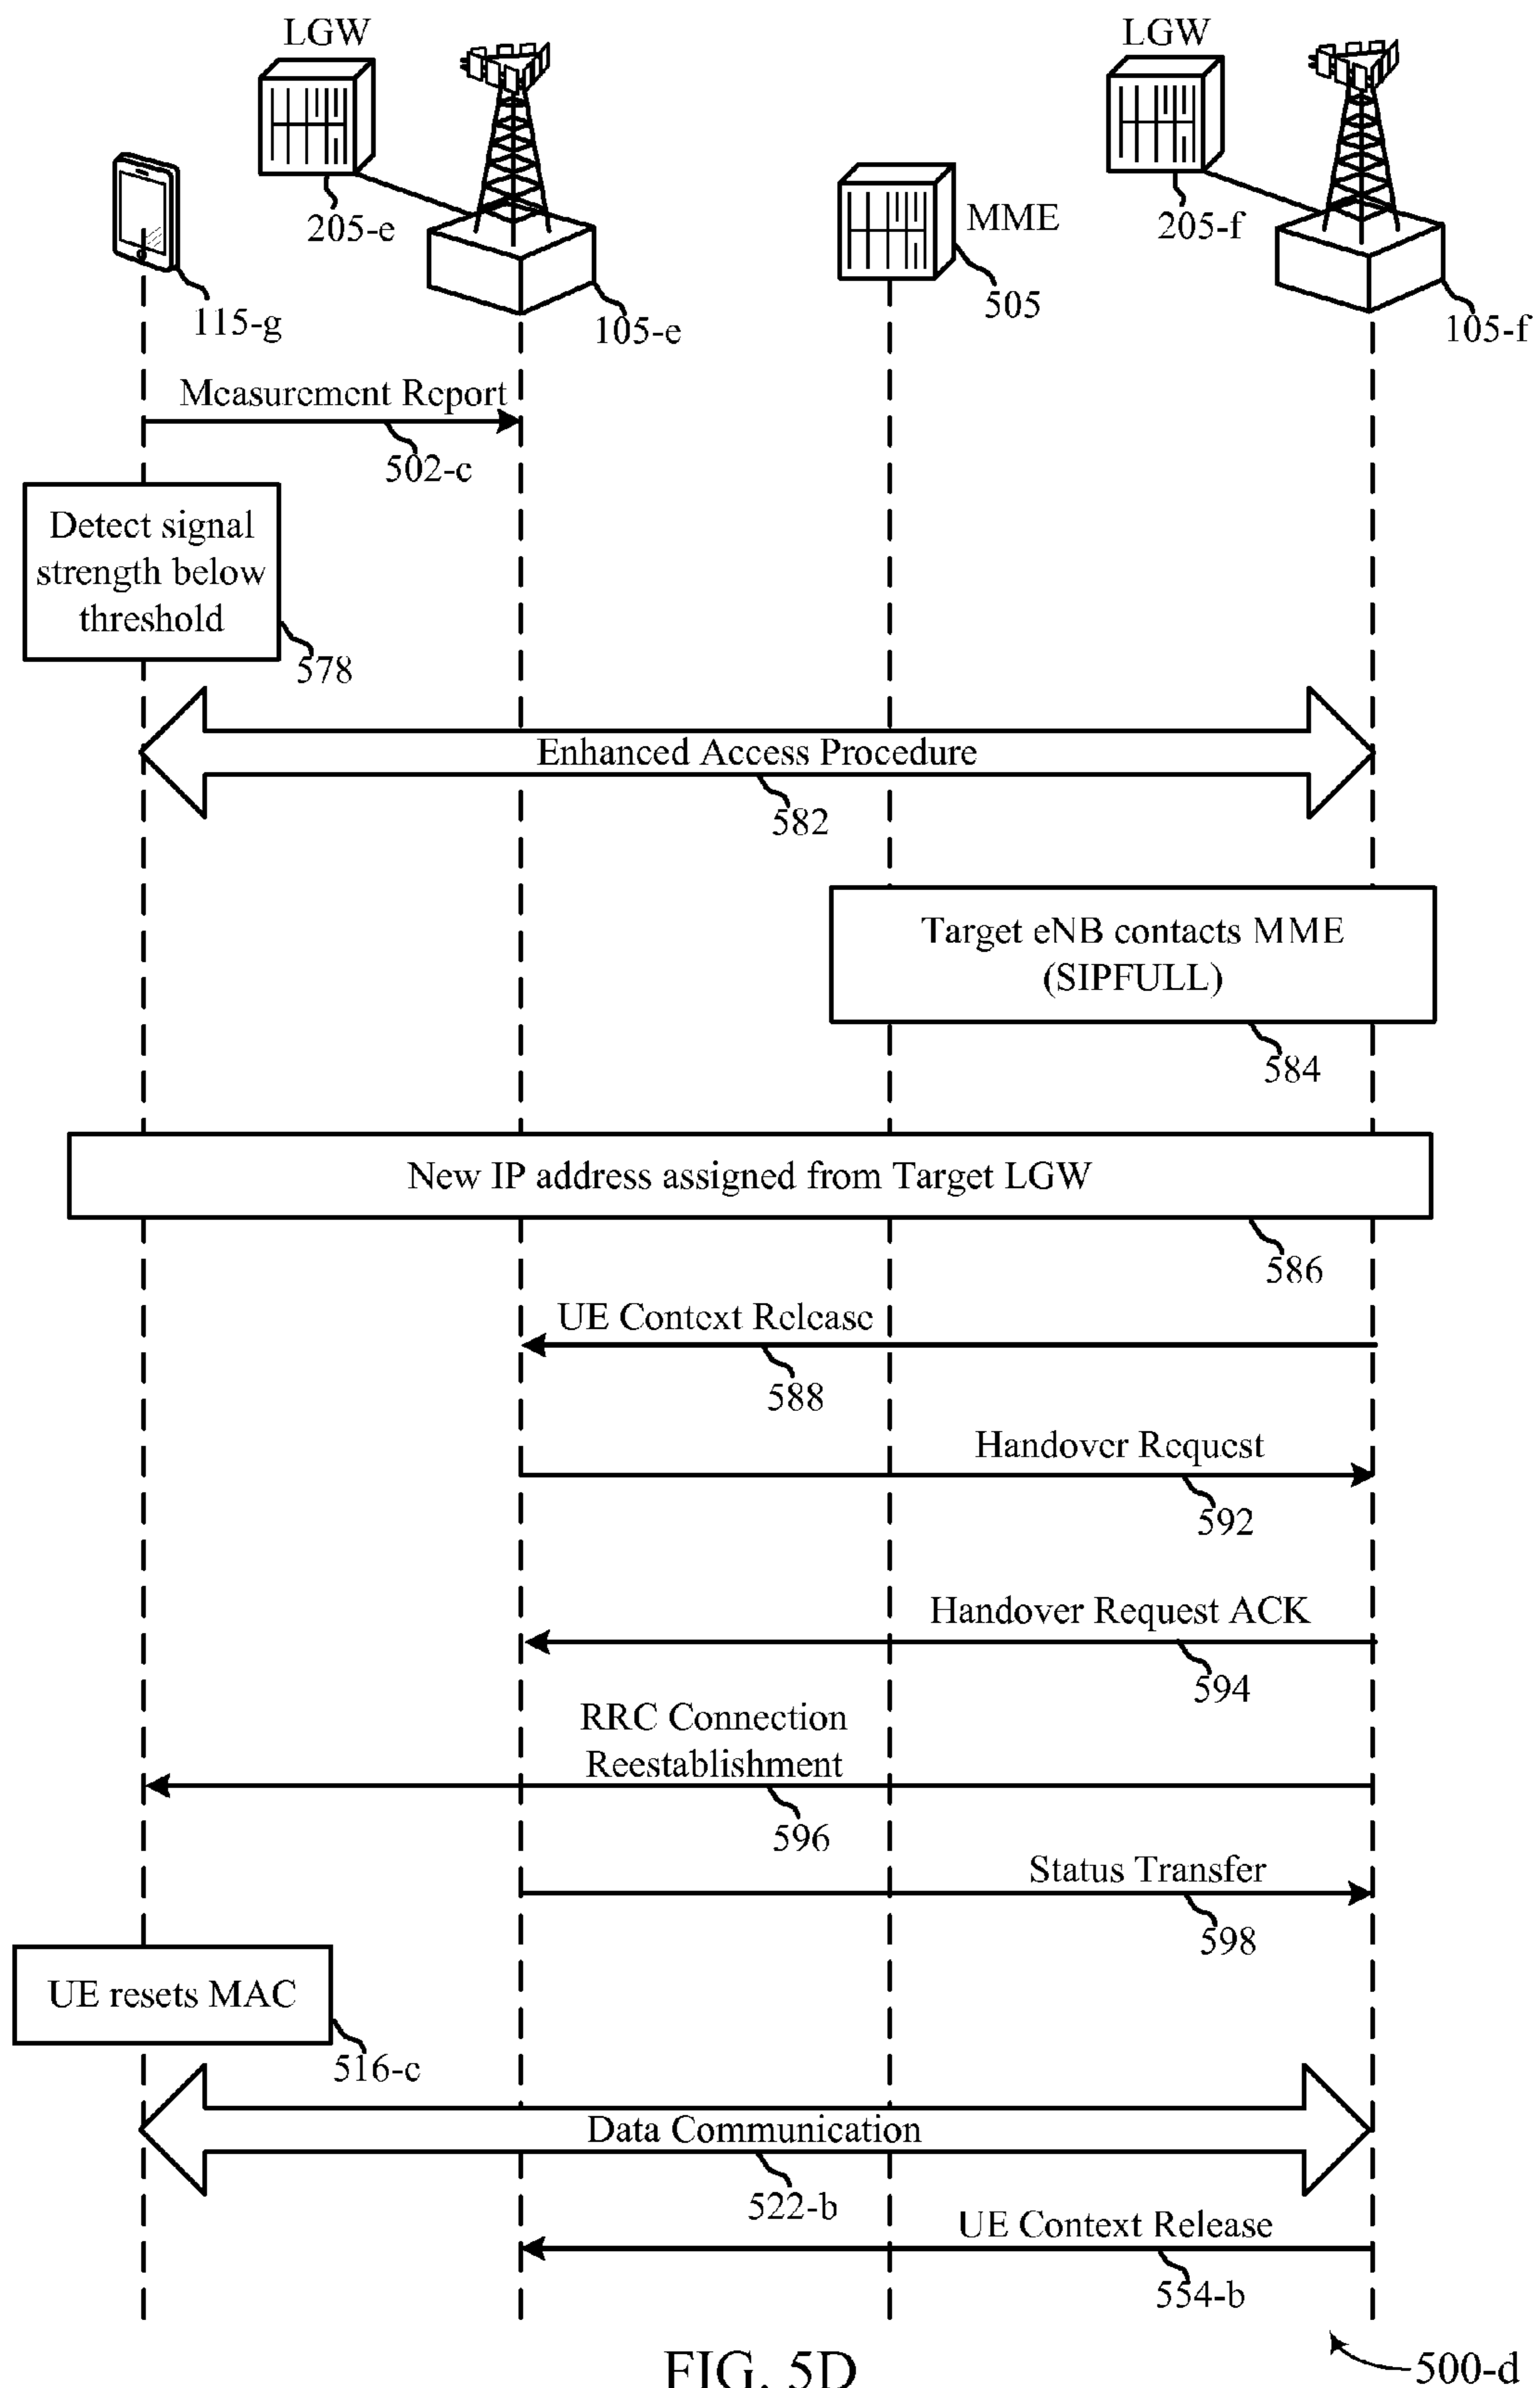 LGW
LGW
205-e
205-f
MME
505
115-g
105-e
105-f
Measurement Report
502-c
Detect signal
strength below
threshold
578
Enhanced Access Procedure
582
Target eNB contacts MME
(SIPFULL)
584
New IP address assigned from Target LGW
586
UE Context Release
588
Handover Request
592
Handover Request ACK
594
RRC Connection
Reestablishment
596
Status Transfer
598
UE resets MAC
516-c
Data Communication
522-b
UE Context Release
554-b
FIG. 5D
500-d